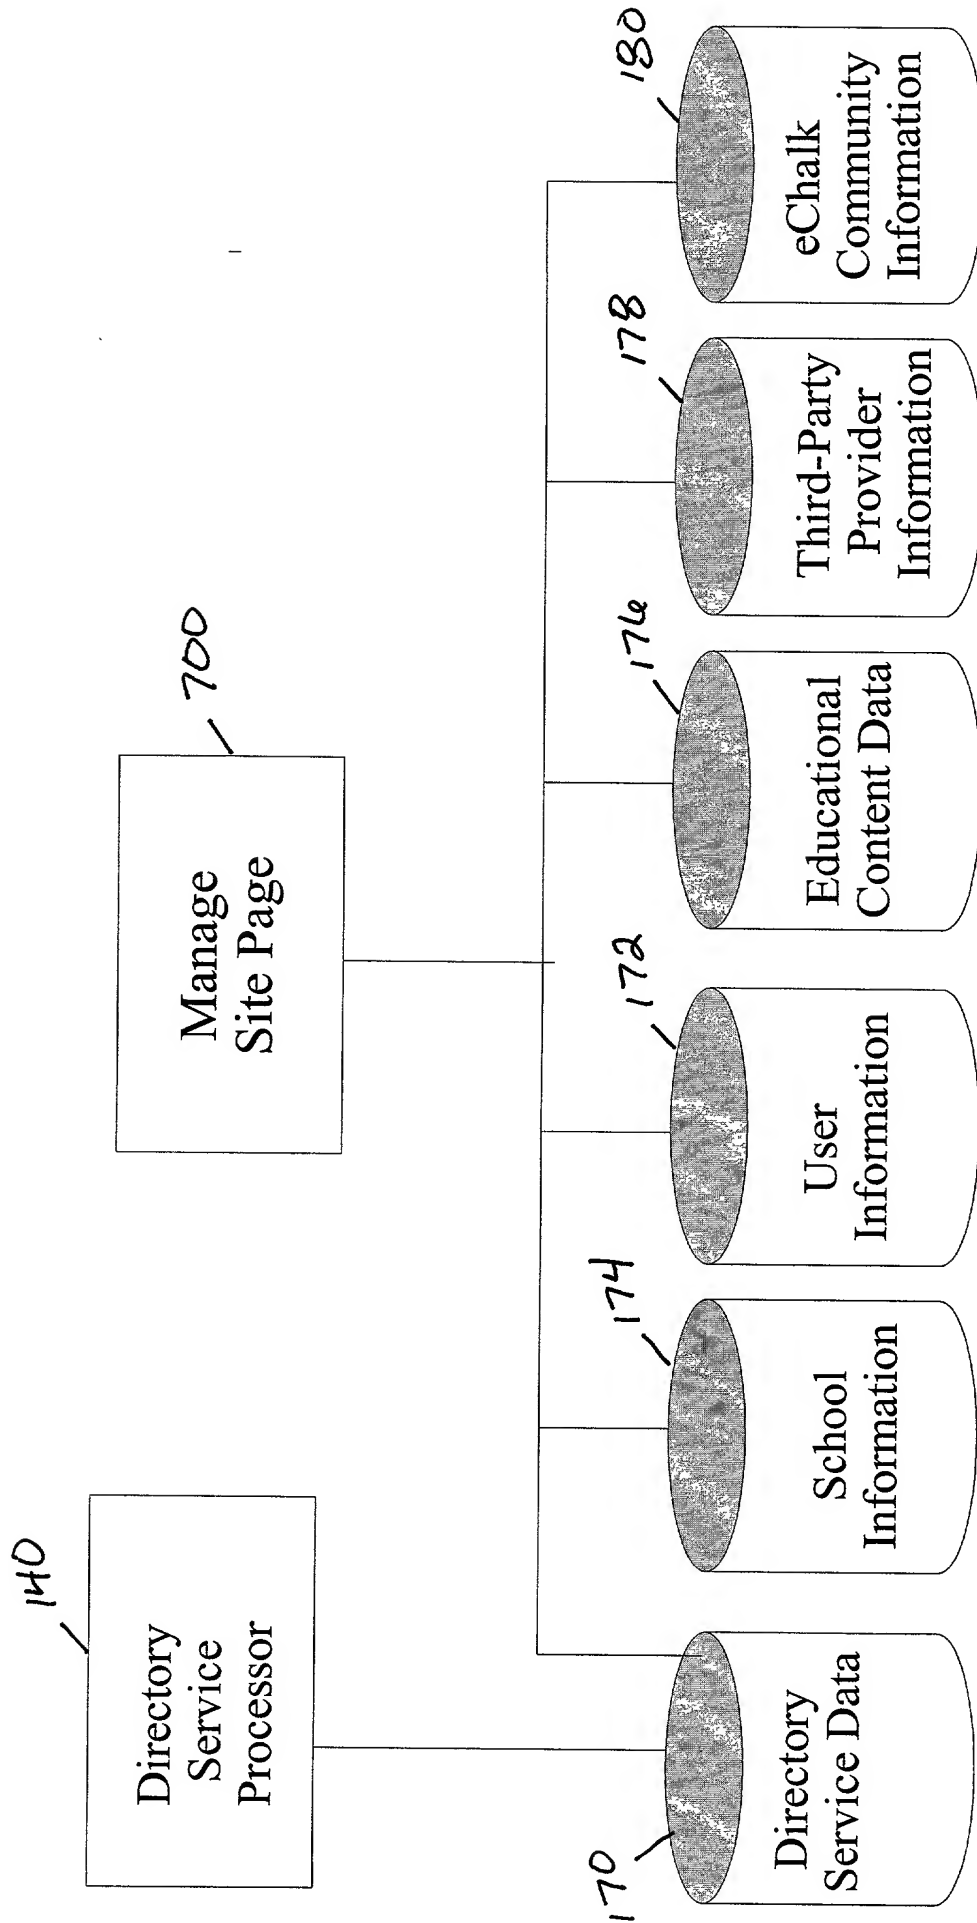 140
Directory
Service
Processor
700
Manage
Site Page
170
Directory
Service Data
174
School
Information
172
User
Information
176
Educational
Content Data
178
Third-Party
Provider
Information
180
eChalk
Community
Information